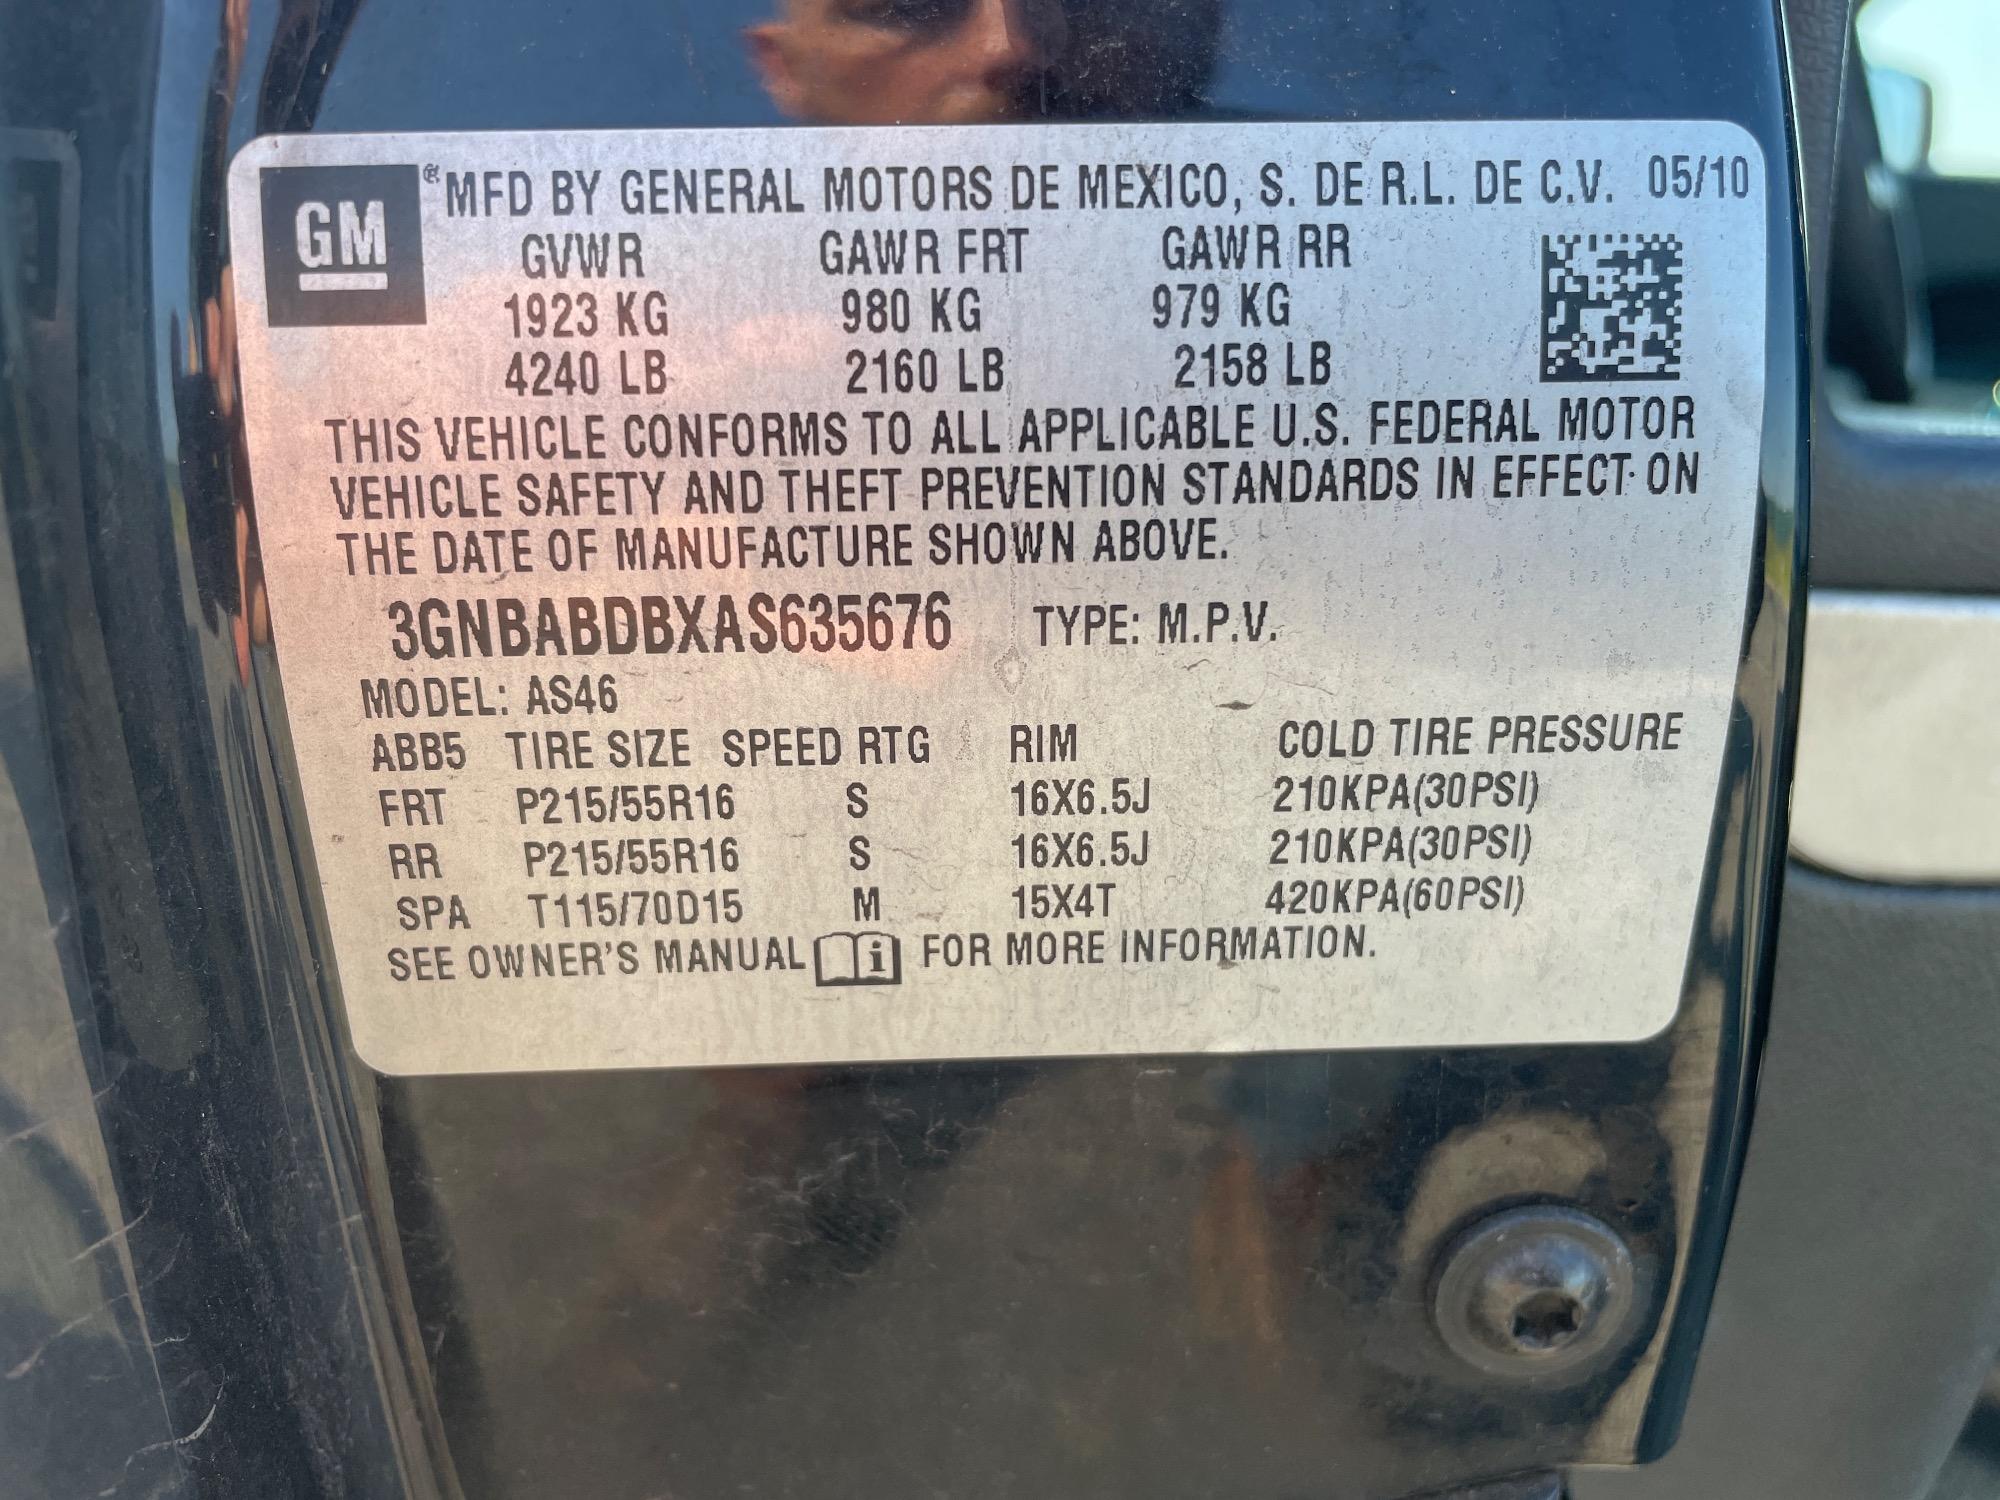 GM ® MFD BY GENERAL MOTORS DE MEXICO, S. DE R.L. DE C.V. 05/10
GVWR GAWR FRT GAWR RR
1923 KG 980 KG 979 KG
4240 LB 2160 LB 2158 LB
THIS VEHICLE CONFORMS TO ALL APPLICABLE U.S. FEDERAL MOTOR
VEHICLE SAFETY AND THEFT PREVENTION STANDARDS IN EFFECT ON
THE DATE OF MANUFACTURE SHOWN ABOVE.
3GNBABDBXAS635676 TYPE: M.P.V.
MODEL: AS46
ABB5 TIRE SIZE SPEED RTG RIM COLD TIRE PRESSURE
FRT P215/55R16 S 16X6.5J 210KPA(30PSI)
RR P215/55R16 S 16X6.5J 210KPA(30PSI)
SPA T115/70D15 M 15X4T 420KPA(60PSI)
SEE OWNER'S MANUAL i FOR MORE INFORMATION.